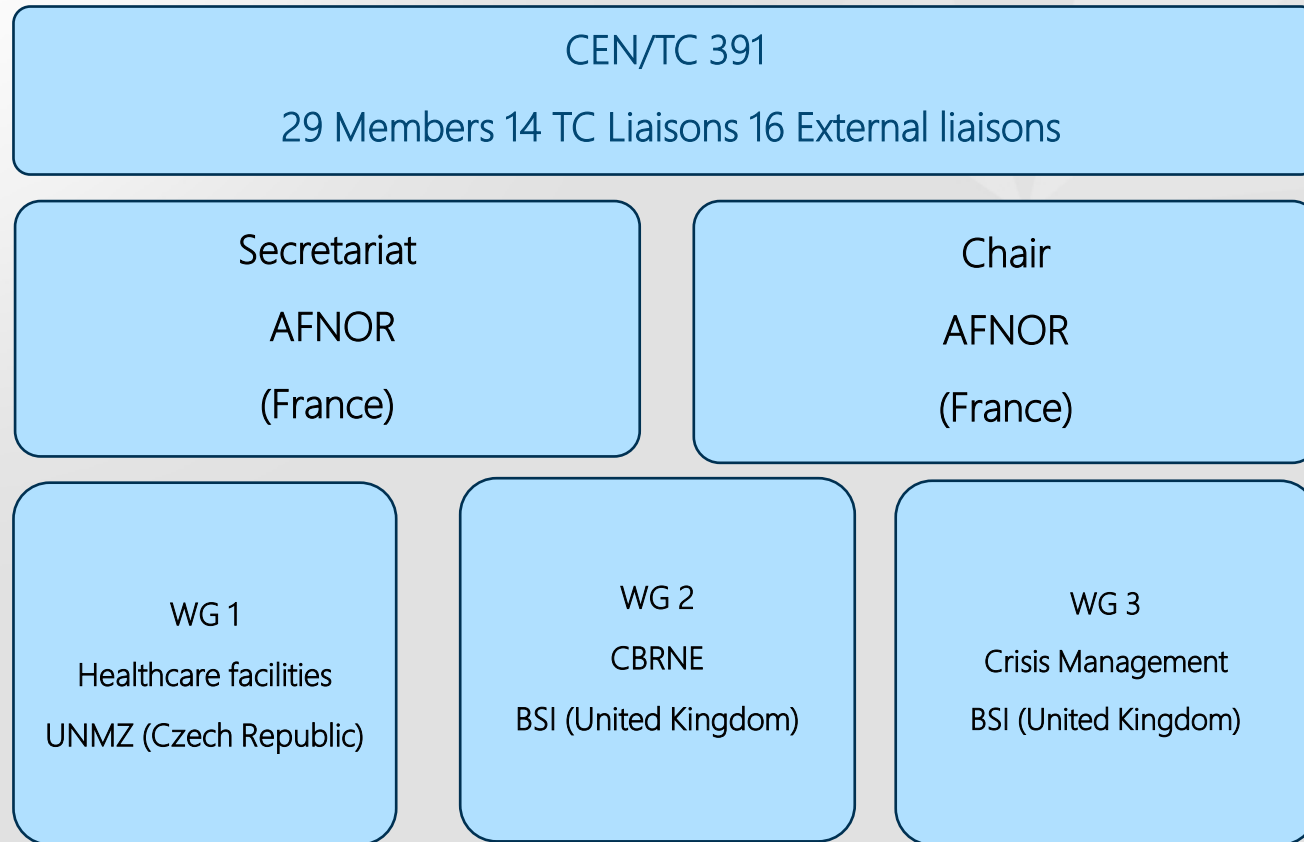 CEN/TC 391
29 Members 14 TC Liaisons 16 External liaisons
Secretariat
AFNOR
(France)
Chair
AFNOR
(France)
WG 1
Healthcare facilities
UNMZ (Czech Republic)
WG 2
CBRNE
BSI (United Kingdom)
WG 3
Crisis Management
BSI (United Kingdom)